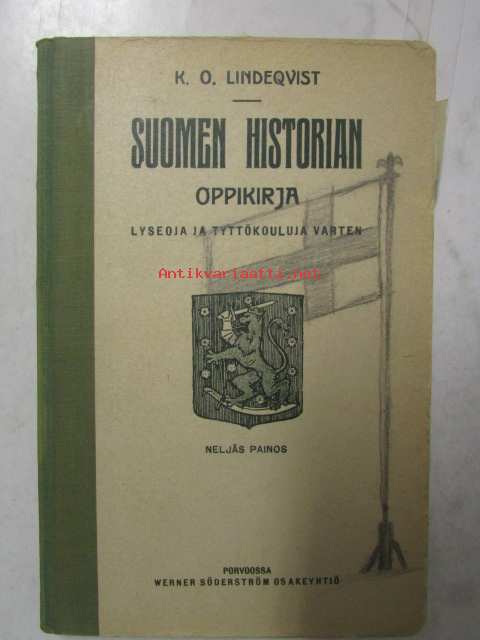 K. O. LINDEQVIST
SUOMEN HISTORIAN
OPPIKIRJA
LYSEOJA JA TYTTÖKOULUJA VARTEN
Antikvariaatti.net
NELJÄS PAINOS
PORVOOSSA
WERNER SÖDERSTRÖM OSAKEYHTIÖ